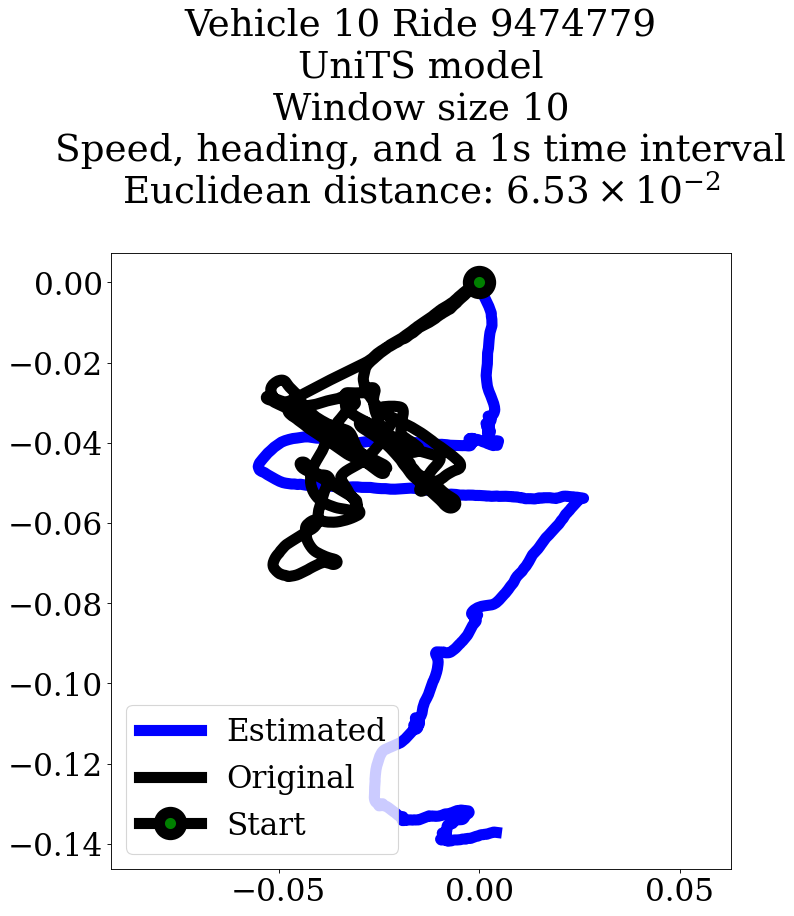 Vehicle 10 Ride 9474779
UniTS model
Window size 10
Speed, heading, and a 1s time interval
Euclidean distance: 6.53 × 10⁻²
0.00
−0.02
−0.04
−0.06
−0.08
−0.10
−0.12
−0.14
Estimated
Original
Start
−0.05 0.00 0.05